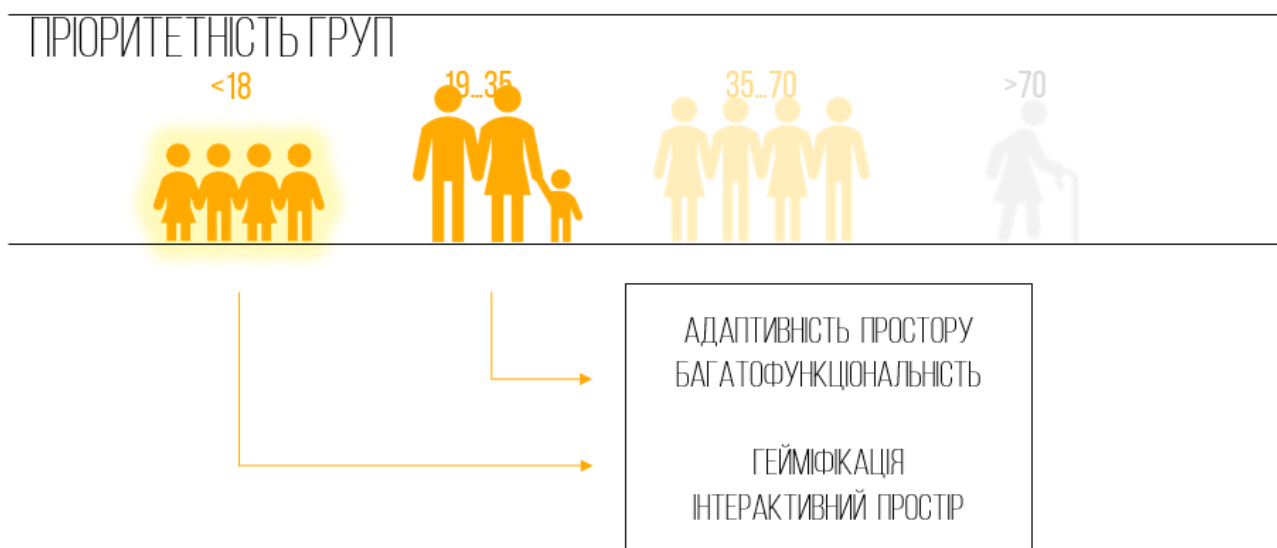 ПРІОРИТЕТНІСТЬ ГРУП
<18
19...35
35...70
>70
АДАПТИВНІСТЬ ПРОСТОРУ
БАГАТОФУНКЦІОНАЛЬНІСТЬ
ГЕЙМІФІКАЦІЯ
ІНТЕРАКТИВНИЙ ПРОСТІР